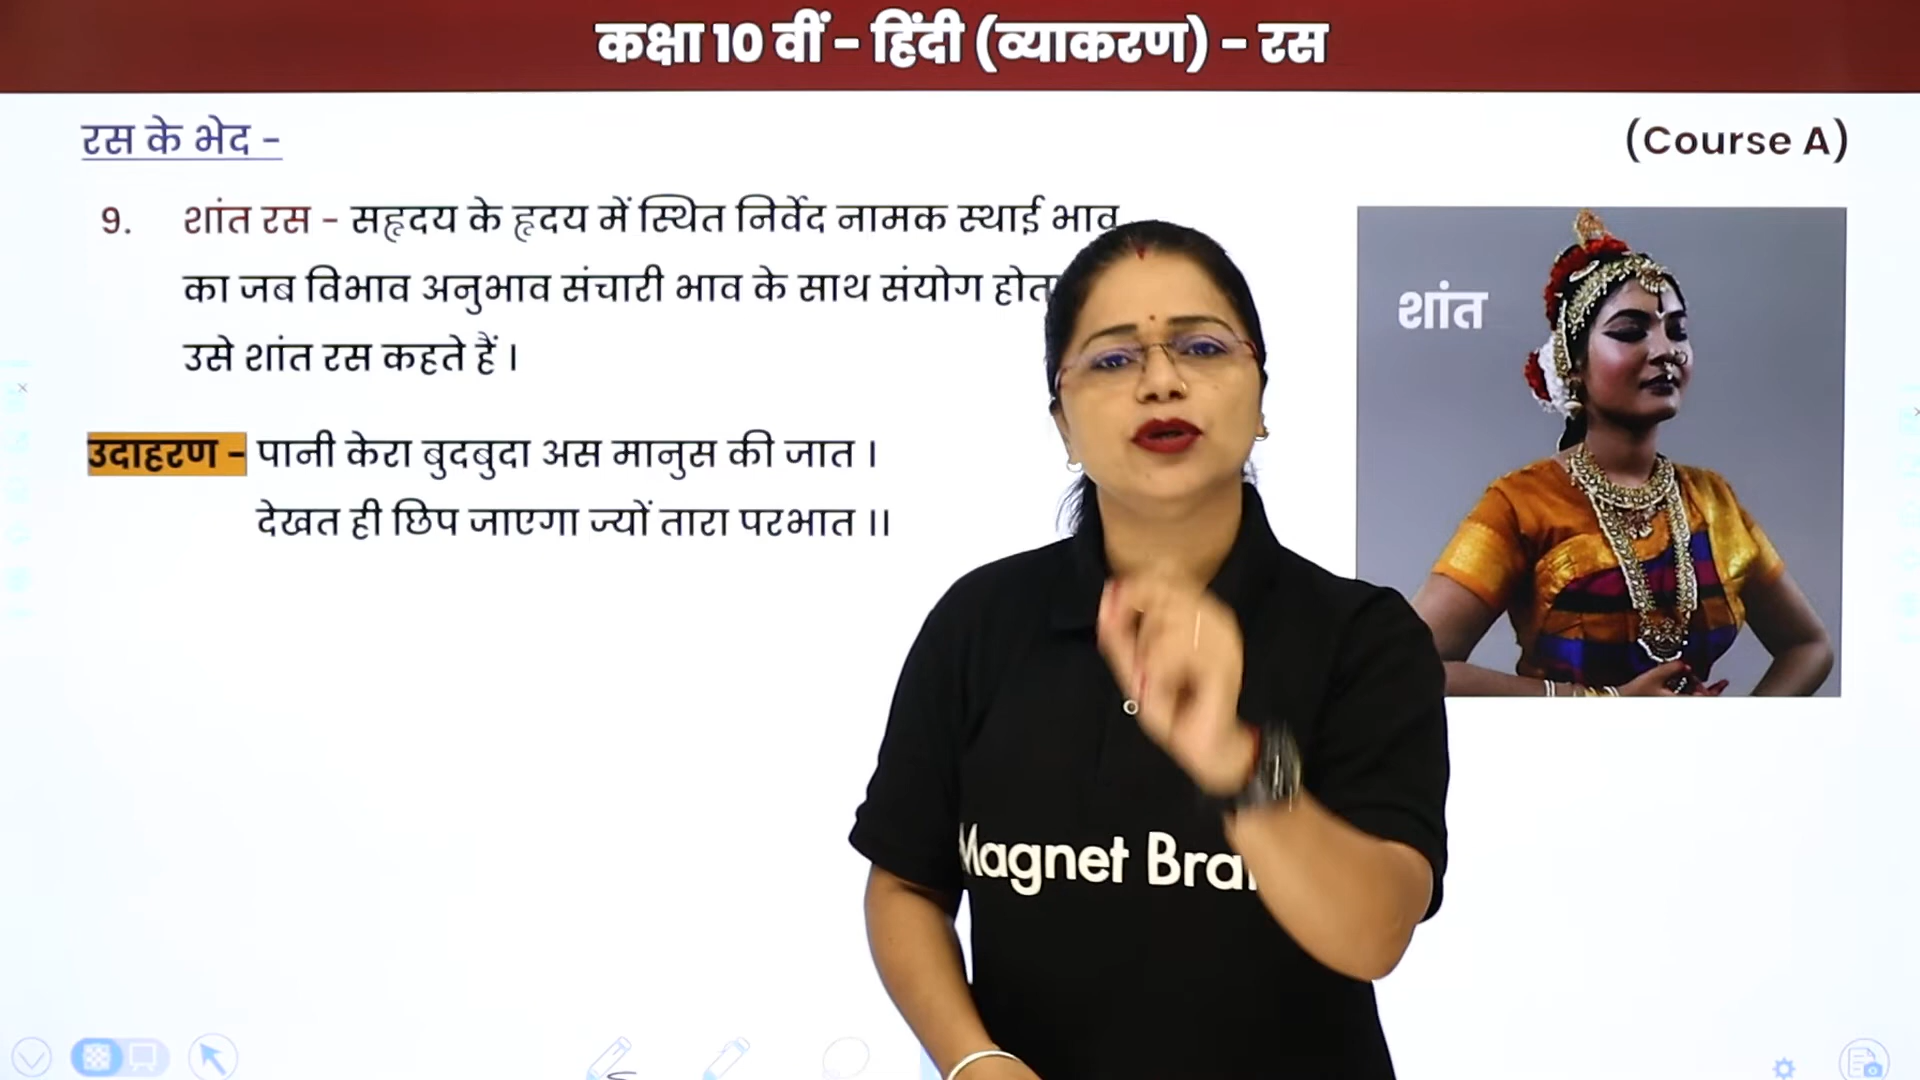 कक्षा 10 वीं - हिंदी (व्याकरण) - रस
रस के भेद -
(Course A)
9. शांत रस - सहृदय के हृदय में स्थित निर्वेद नामक स्थाई भाव
का जब विभाव अनुभाव संचारी भाव के साथ संयोग होता
उसे शांत रस कहते हैं ।
शांत
उदाहरण - पानी केरा बुदबुदा अस मानुस की जात ।
देखत ही छिप जाएगा ज्यों तारा परभात ।।
Magnet